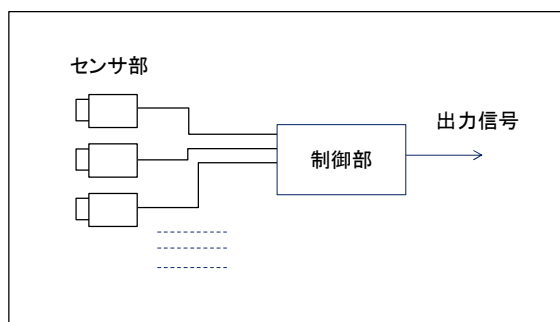 センサ部
出力信号
制御部